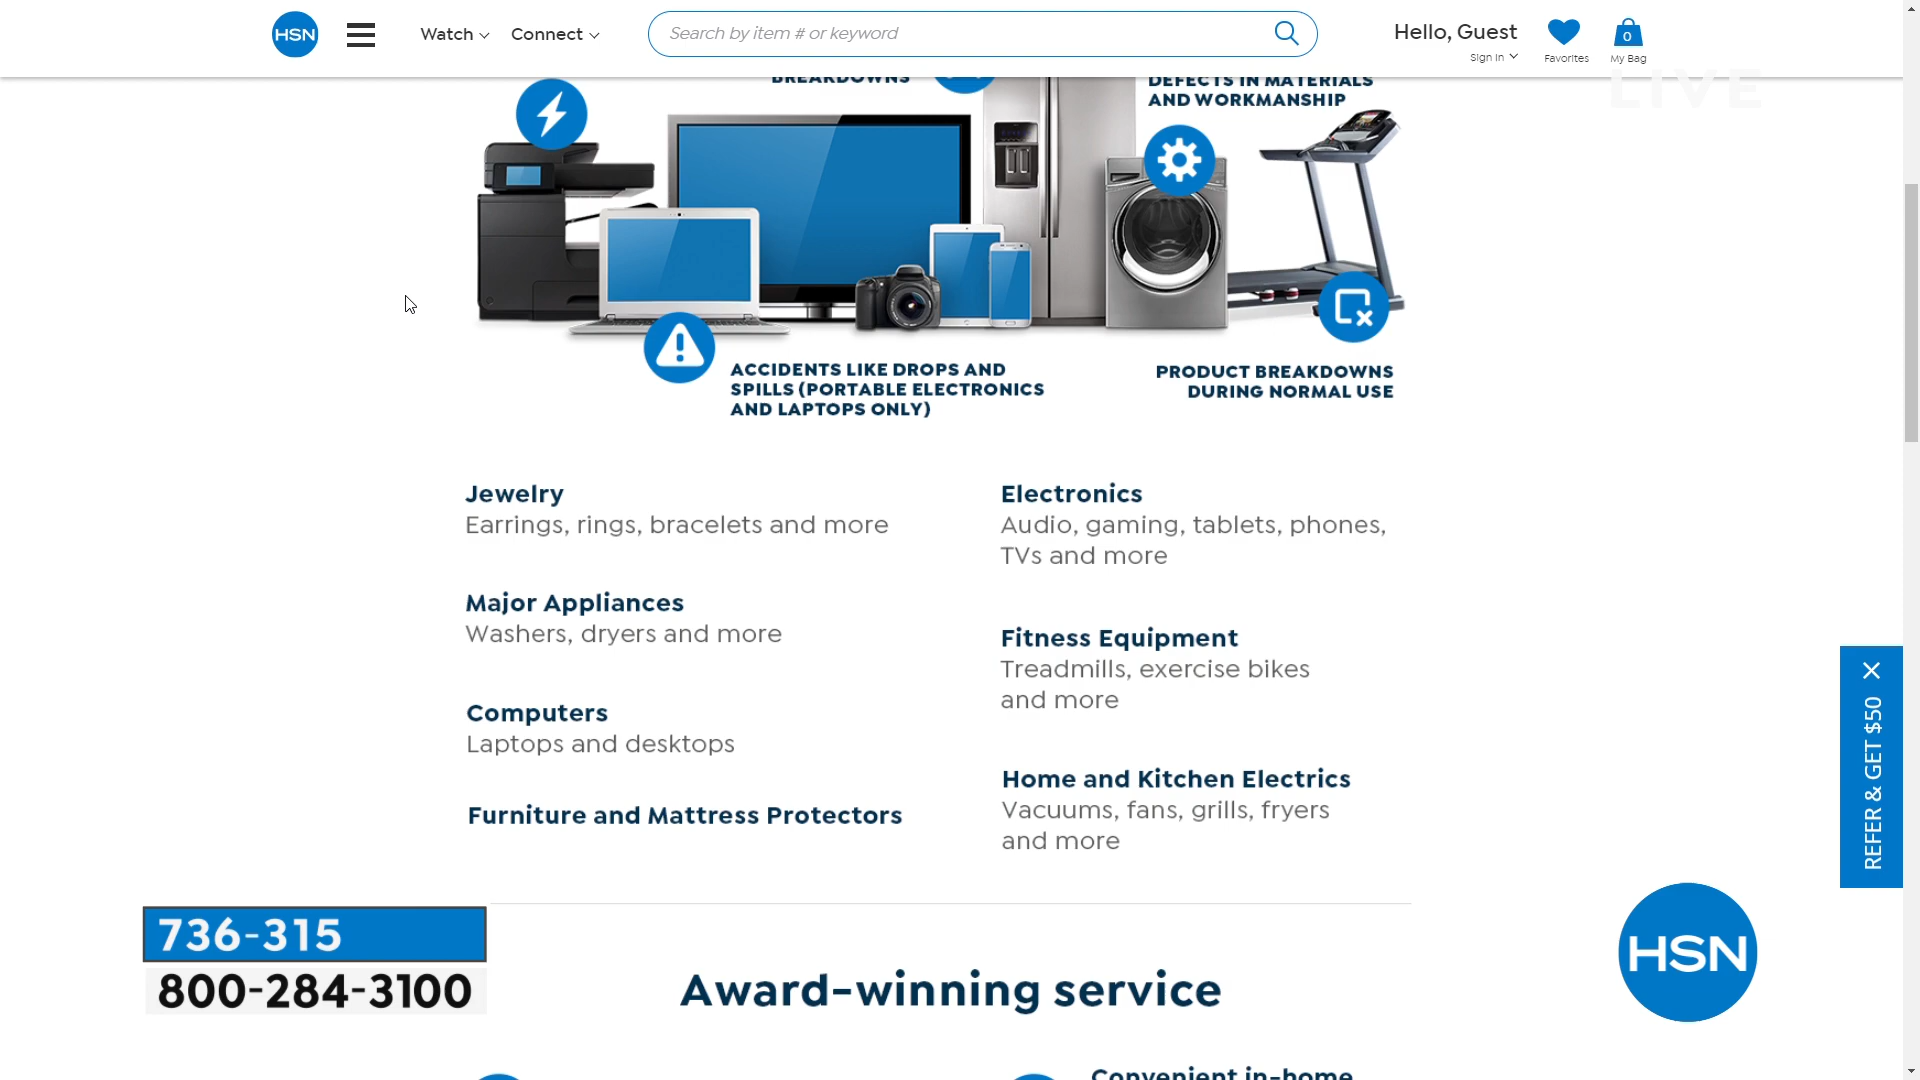 HSN
Watch
Connect
Search by item # or keyword
Hello, Guest
Sign In
Favorites
0
My Bag
LIVE
BREAKDOWNS
DEFECTS IN MATERIALS
AND WORKMANSHIP
ACCIDENTS LIKE DROPS AND
SPILLS (PORTABLE ELECTRONICS
AND LAPTOPS ONLY)
PRODUCT BREAKDOWNS
DURING NORMAL USE
Jewelry
Earrings, rings, bracelets and more
Major Appliances
Washers, dryers and more
Computers
Laptops and desktops
Furniture and Mattress Protectors
Electronics
Audio, gaming, tablets, phones,
TVs and more
Fitness Equipment
Treadmills, exercise bikes
and more
Home and Kitchen Electrics
Vacuums, fans, grills, fryers
and more
REFER & GET $50
736-315
800-284-3100
HSN
Award-winning service
Convenient in-home